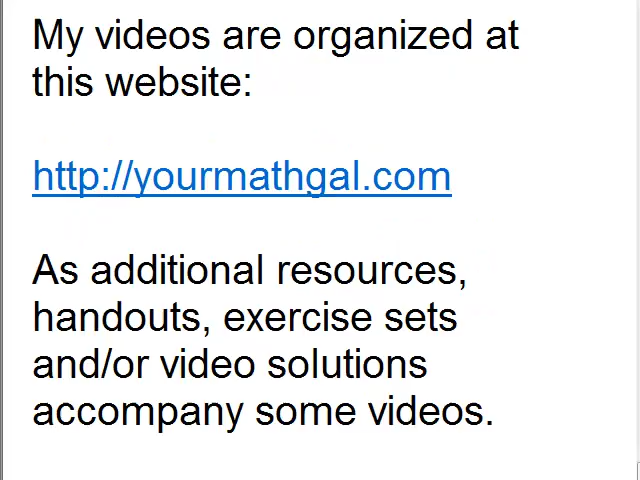 My videos are organized at
this website:
http://yourmathgal.com
As additional resources,
handouts, exercise sets
and/or video solutions
accompany some videos.